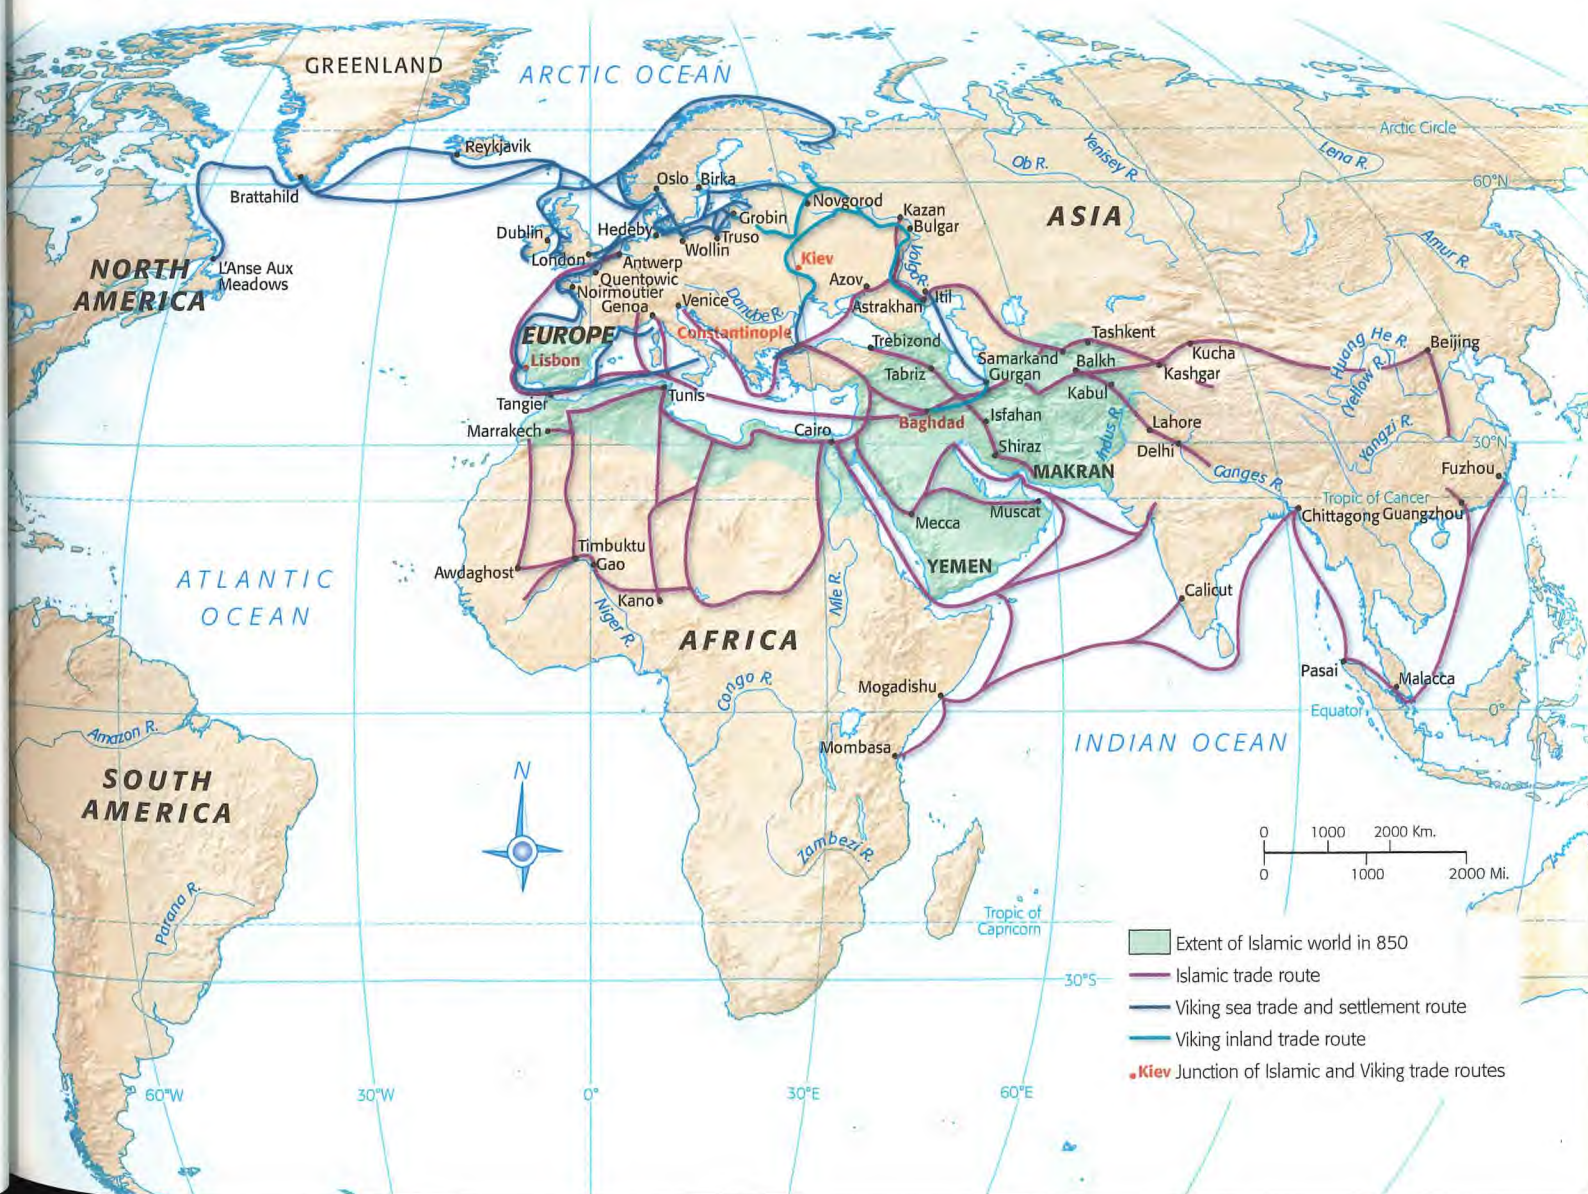 GREENLAND
ARCTIC OCEAN
Reykjavik
Arctic Circle
Ob R.
Yenisey R.
Lena R.
60°N
Brattahild
Oslo
Birka
Novgorod
Kazan
Bulgar
ASIA
Grobin
Dublin
Hedeby
Truso
Wollin
London
Antwerp
Kiev
Volga R.
Amur R.
NORTH
AMERICA
L'Anse Aux
Meadows
Quentowic
Noirmoutier
Azov
Genoa
Venice
Danube R.
Astrakhan
Itil
EUROPE
Constantinople
Trebizond
Tashkent
Huang He R.
(Yellow R.)
Beijing
Lisbon
Samarkand
Balkh
Kucha
Tabriz
Gurgan
Kashgar
Tangier
Tunis
Kabul
Marrakech
Cairo
Baghdad
Isfahan
Indus R.
Lahore
Shiraz
Delhi
Yangzi R.
30°N
MAKRAN
Ganges R.
Fuzhou
Mecca
Muscat
Tropic of Cancer
Chittagong
Guangzhou
Timbuktu
Gao
YEMEN
ATLANTIC
OCEAN
Awdaghost
Kano
Niger R.
Nile R.
Calicut
AFRICA
Congo R.
Mogadishu
Pasai
Malacca
Equator
0°
Amazon R.
Mombasa
INDIAN OCEAN
SOUTH
AMERICA
N
Zambezi R.
0 1000 2000 Km.
0 1000 2000 Mi.
Parana R.
Tropic of
Capricorn
30°S
Extent of Islamic world in 850
Islamic trade route
Viking sea trade and settlement route
Viking inland trade route
Kiev Junction of Islamic and Viking trade routes
60°W
30°W
0°
30°E
60°E